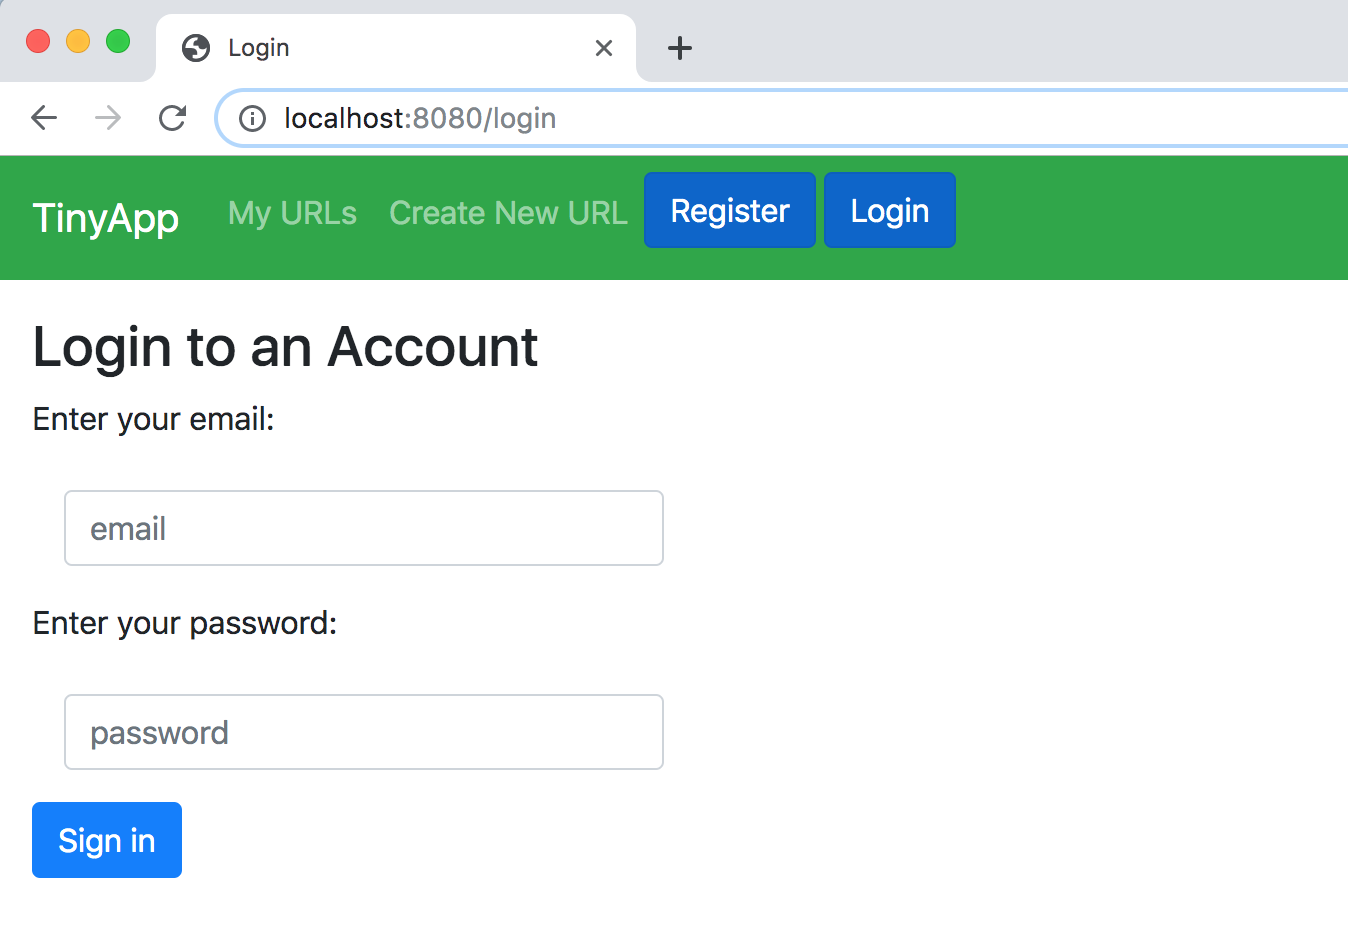 Login
localhost:8080/login
TinyApp My URLs Create New URL Register Login
Login to an Account
Enter your email:
email
Enter your password:
password
Sign in